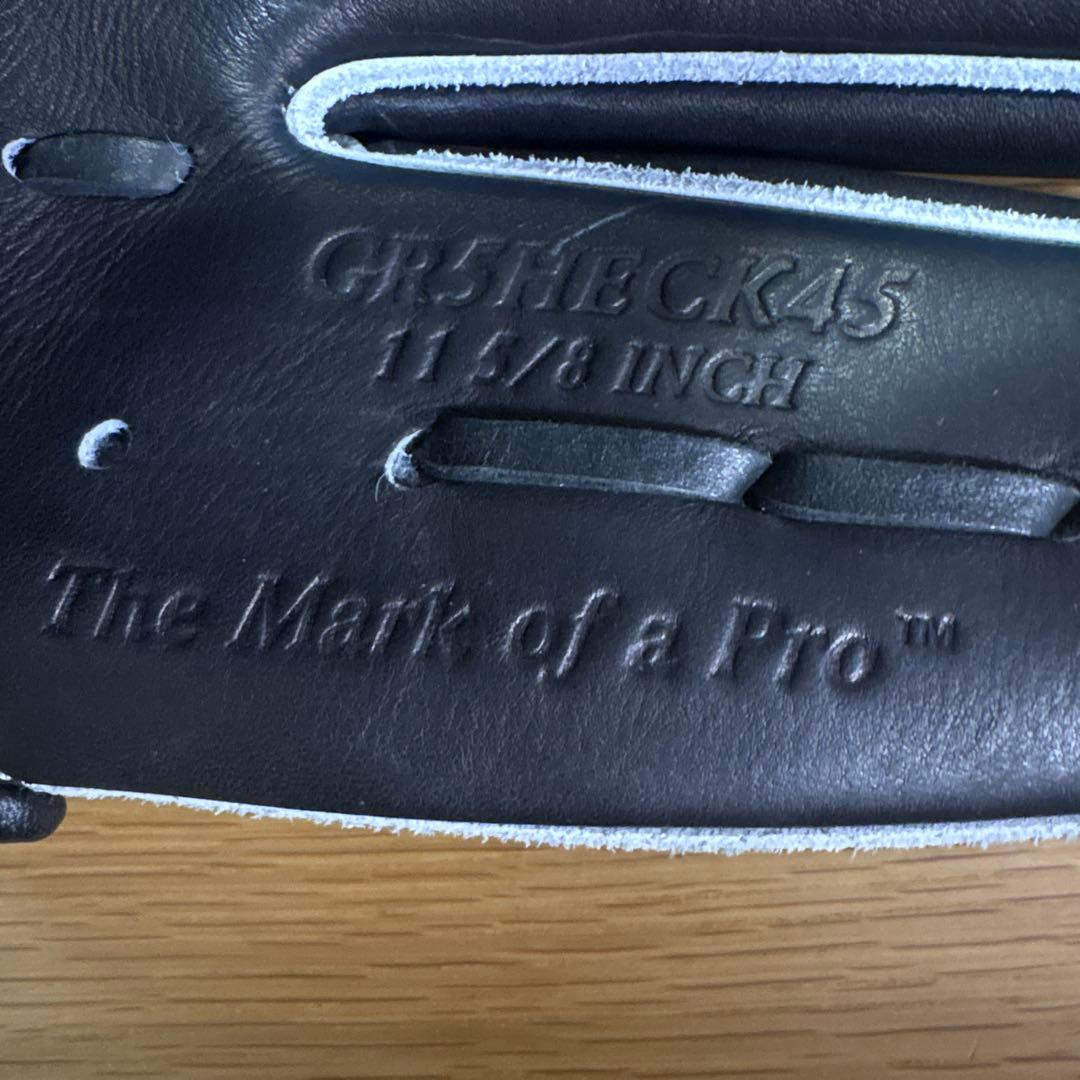 GR5HECK45
11 5/8 INCH
The Mark of a Pro™